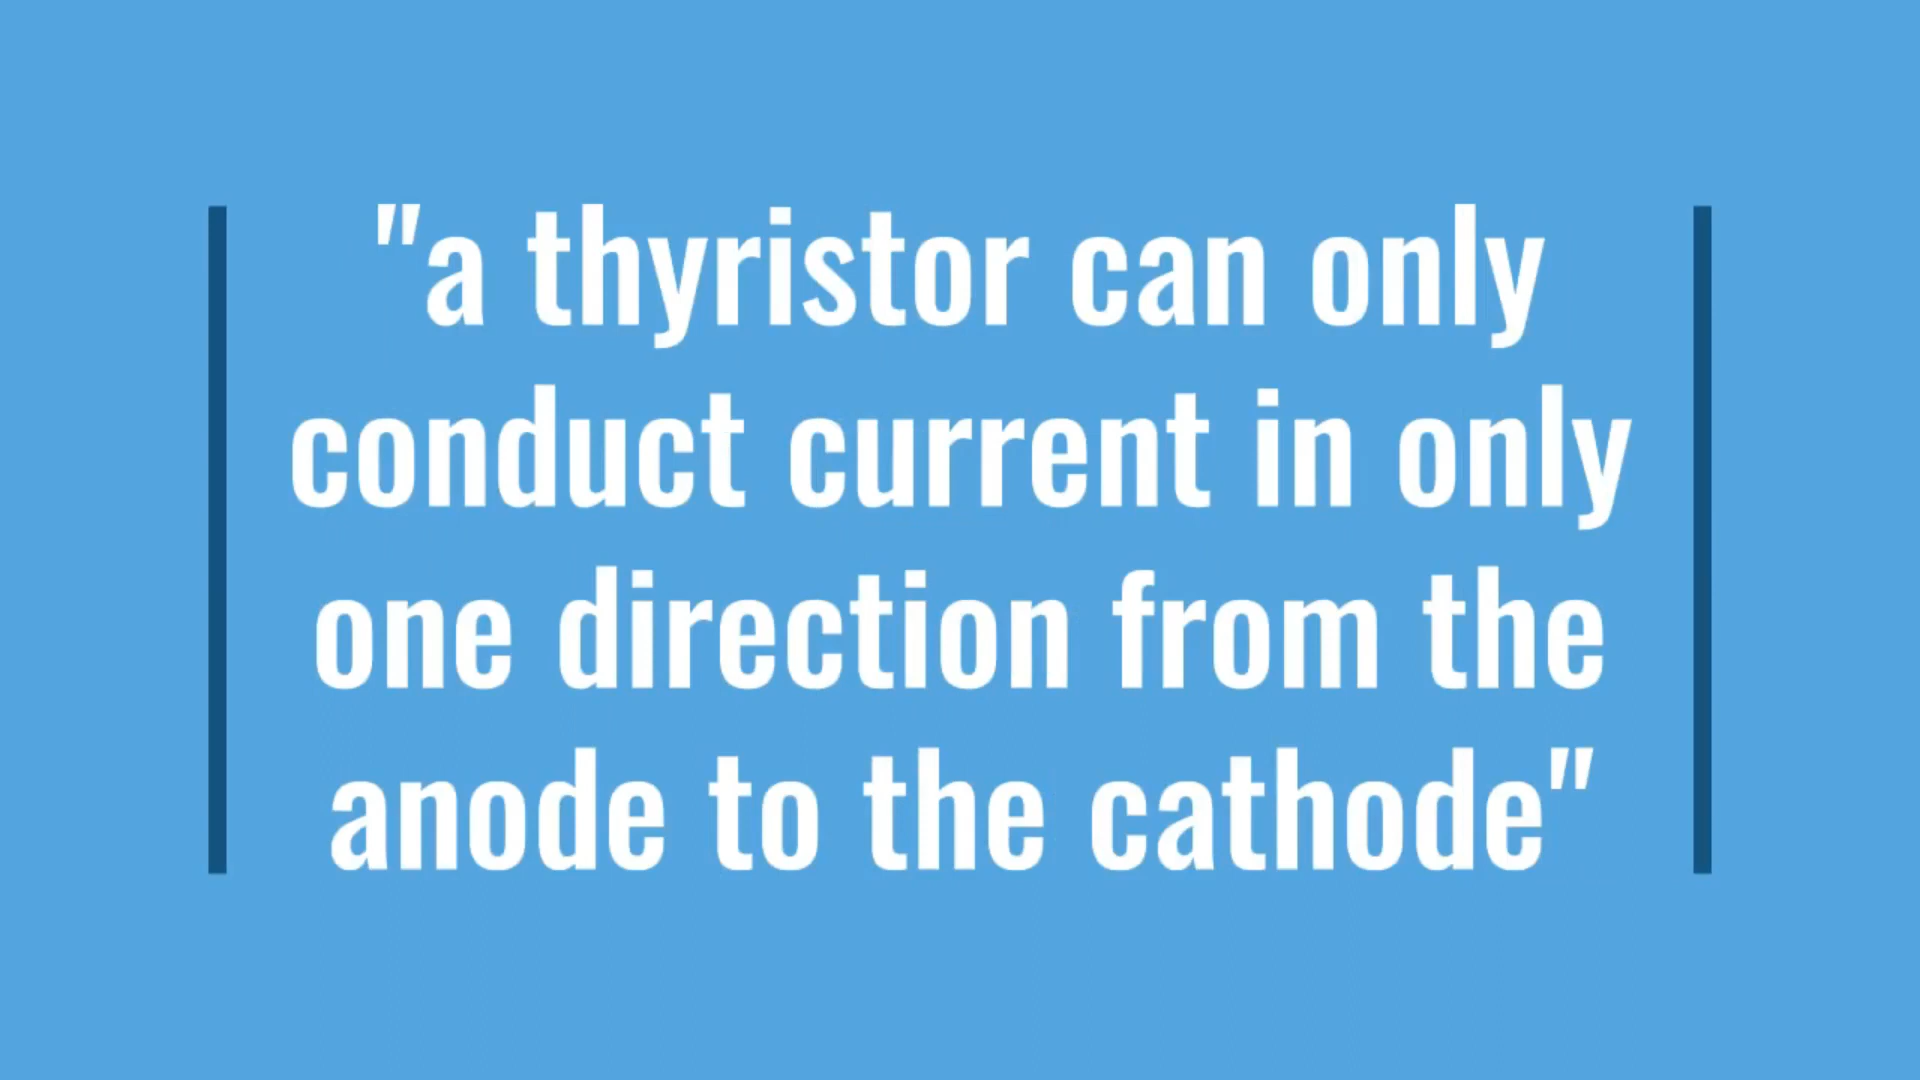 "a thyristor can only
conduct current in only
one direction from the
anode to the cathode"